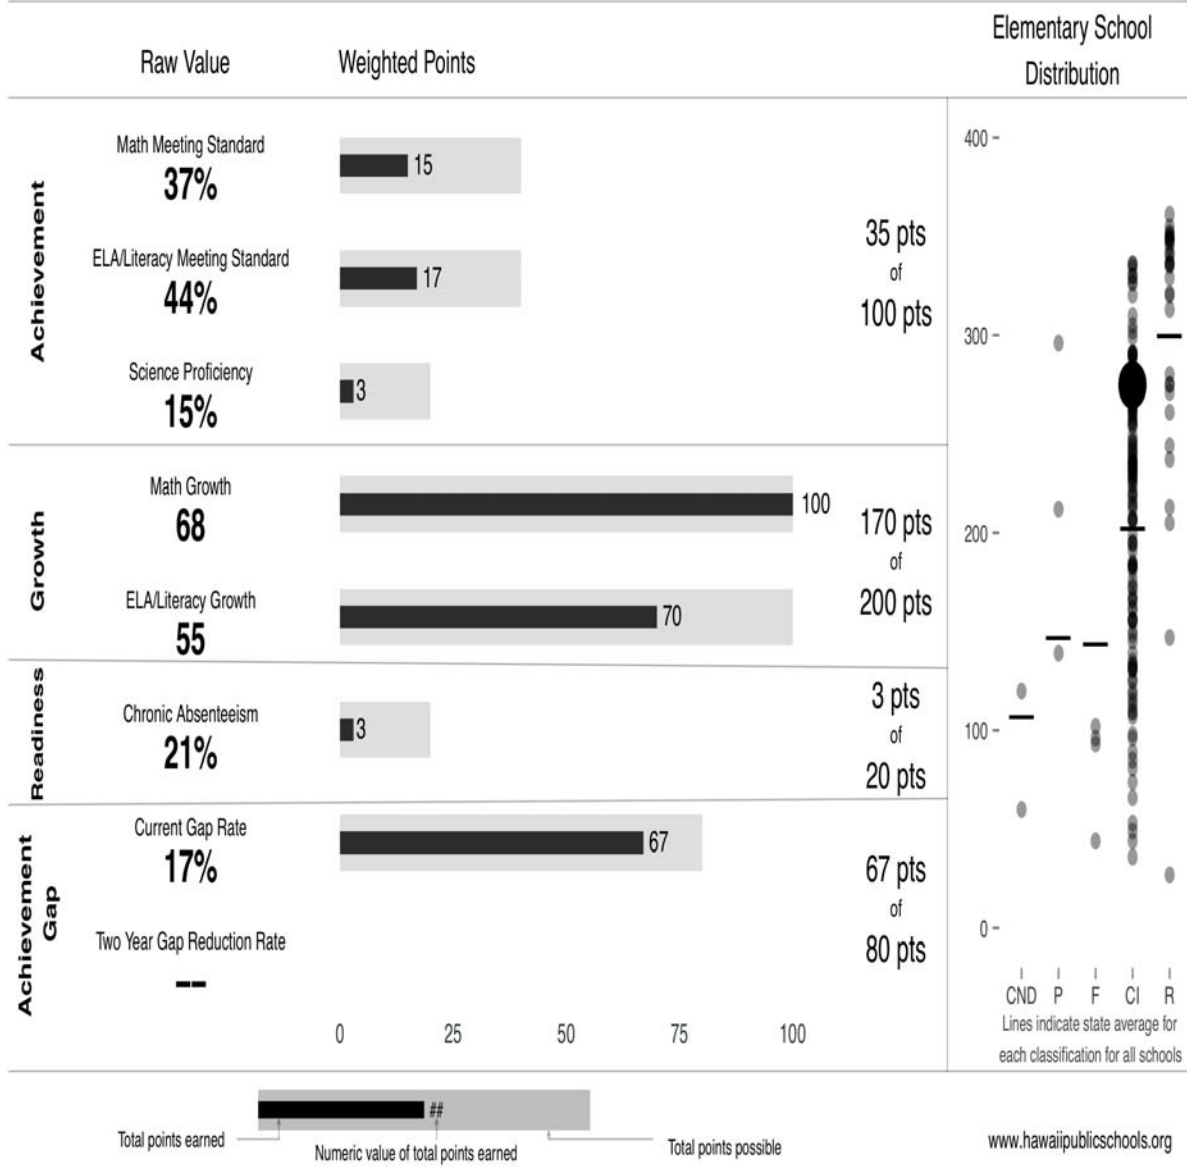 Raw Value
Weighted Points
Elementary School
Distribution
Achievement
Math Meeting Standard
37%
15
ELA/Literacy Meeting Standard
44%
17
Science Proficiency
15%
3
35 pts
of
100 pts
Growth
Math Growth
68
100
ELA/Literacy Growth
55
70
170 pts
of
200 pts
Readiness
Chronic Absenteeism
21%
3
3 pts
of
20 pts
Achievement
Gap
Current Gap Rate
17%
67
Two Year Gap Reduction Rate
--
67 pts
of
80 pts
0 25 50 75 100
400
300
200
100
0
CND P F CI R
Lines indicate state average for
each classification for all schools
##
Total points earned
Numeric value of total points earned
Total points possible
www.hawaiipublicschools.org